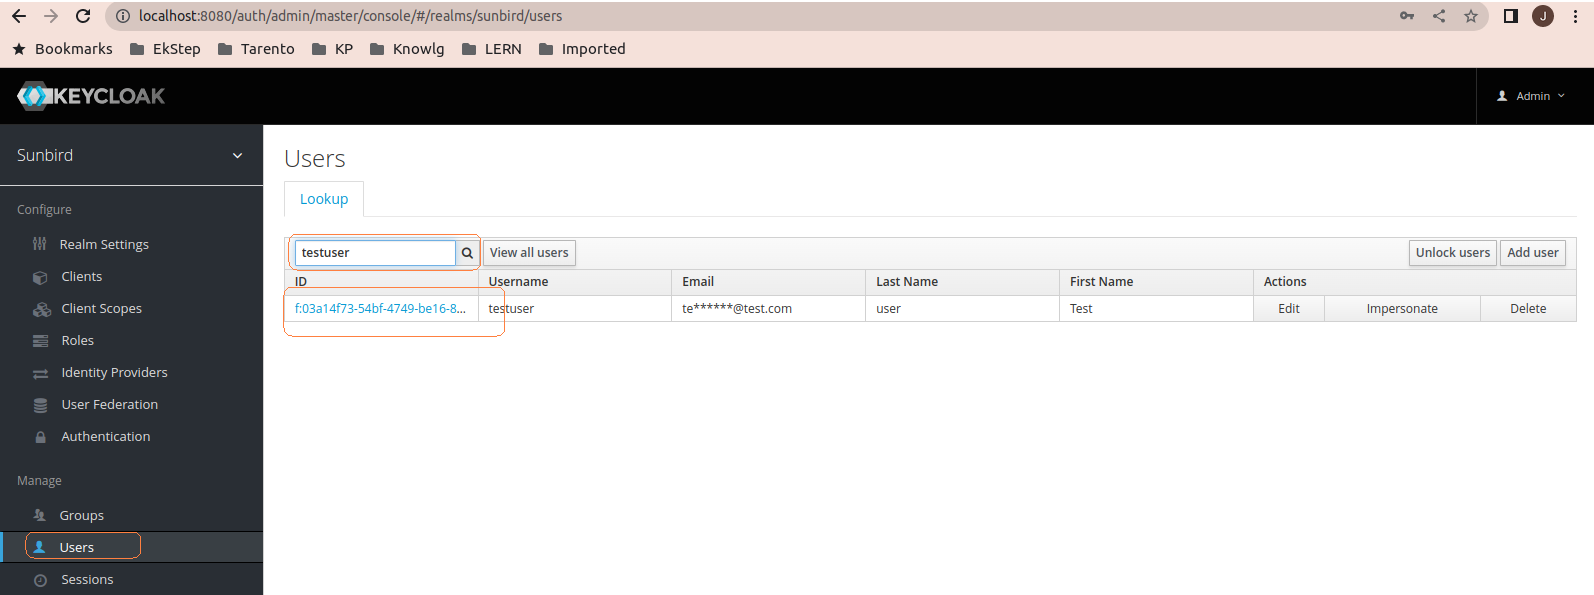 localhost:8080/auth/admin/master/console/#/realms/sunbird/users
Bookmarks EkStep Tarento KP Knowlg LERN Imported
J
KEYCLOAK
Admin
Sunbird
Configure
Realm Settings
Clients
Client Scopes
Roles
Identity Providers
User Federation
Authentication
Manage
Groups
Users
Sessions
Users
Lookup
testuser View all users Unlock users Add user
ID Username Email Last Name First Name Actions
f:03a14f73-54bf-4749-be16-8... testuser te******@test.com user Test Edit Impersonate Delete